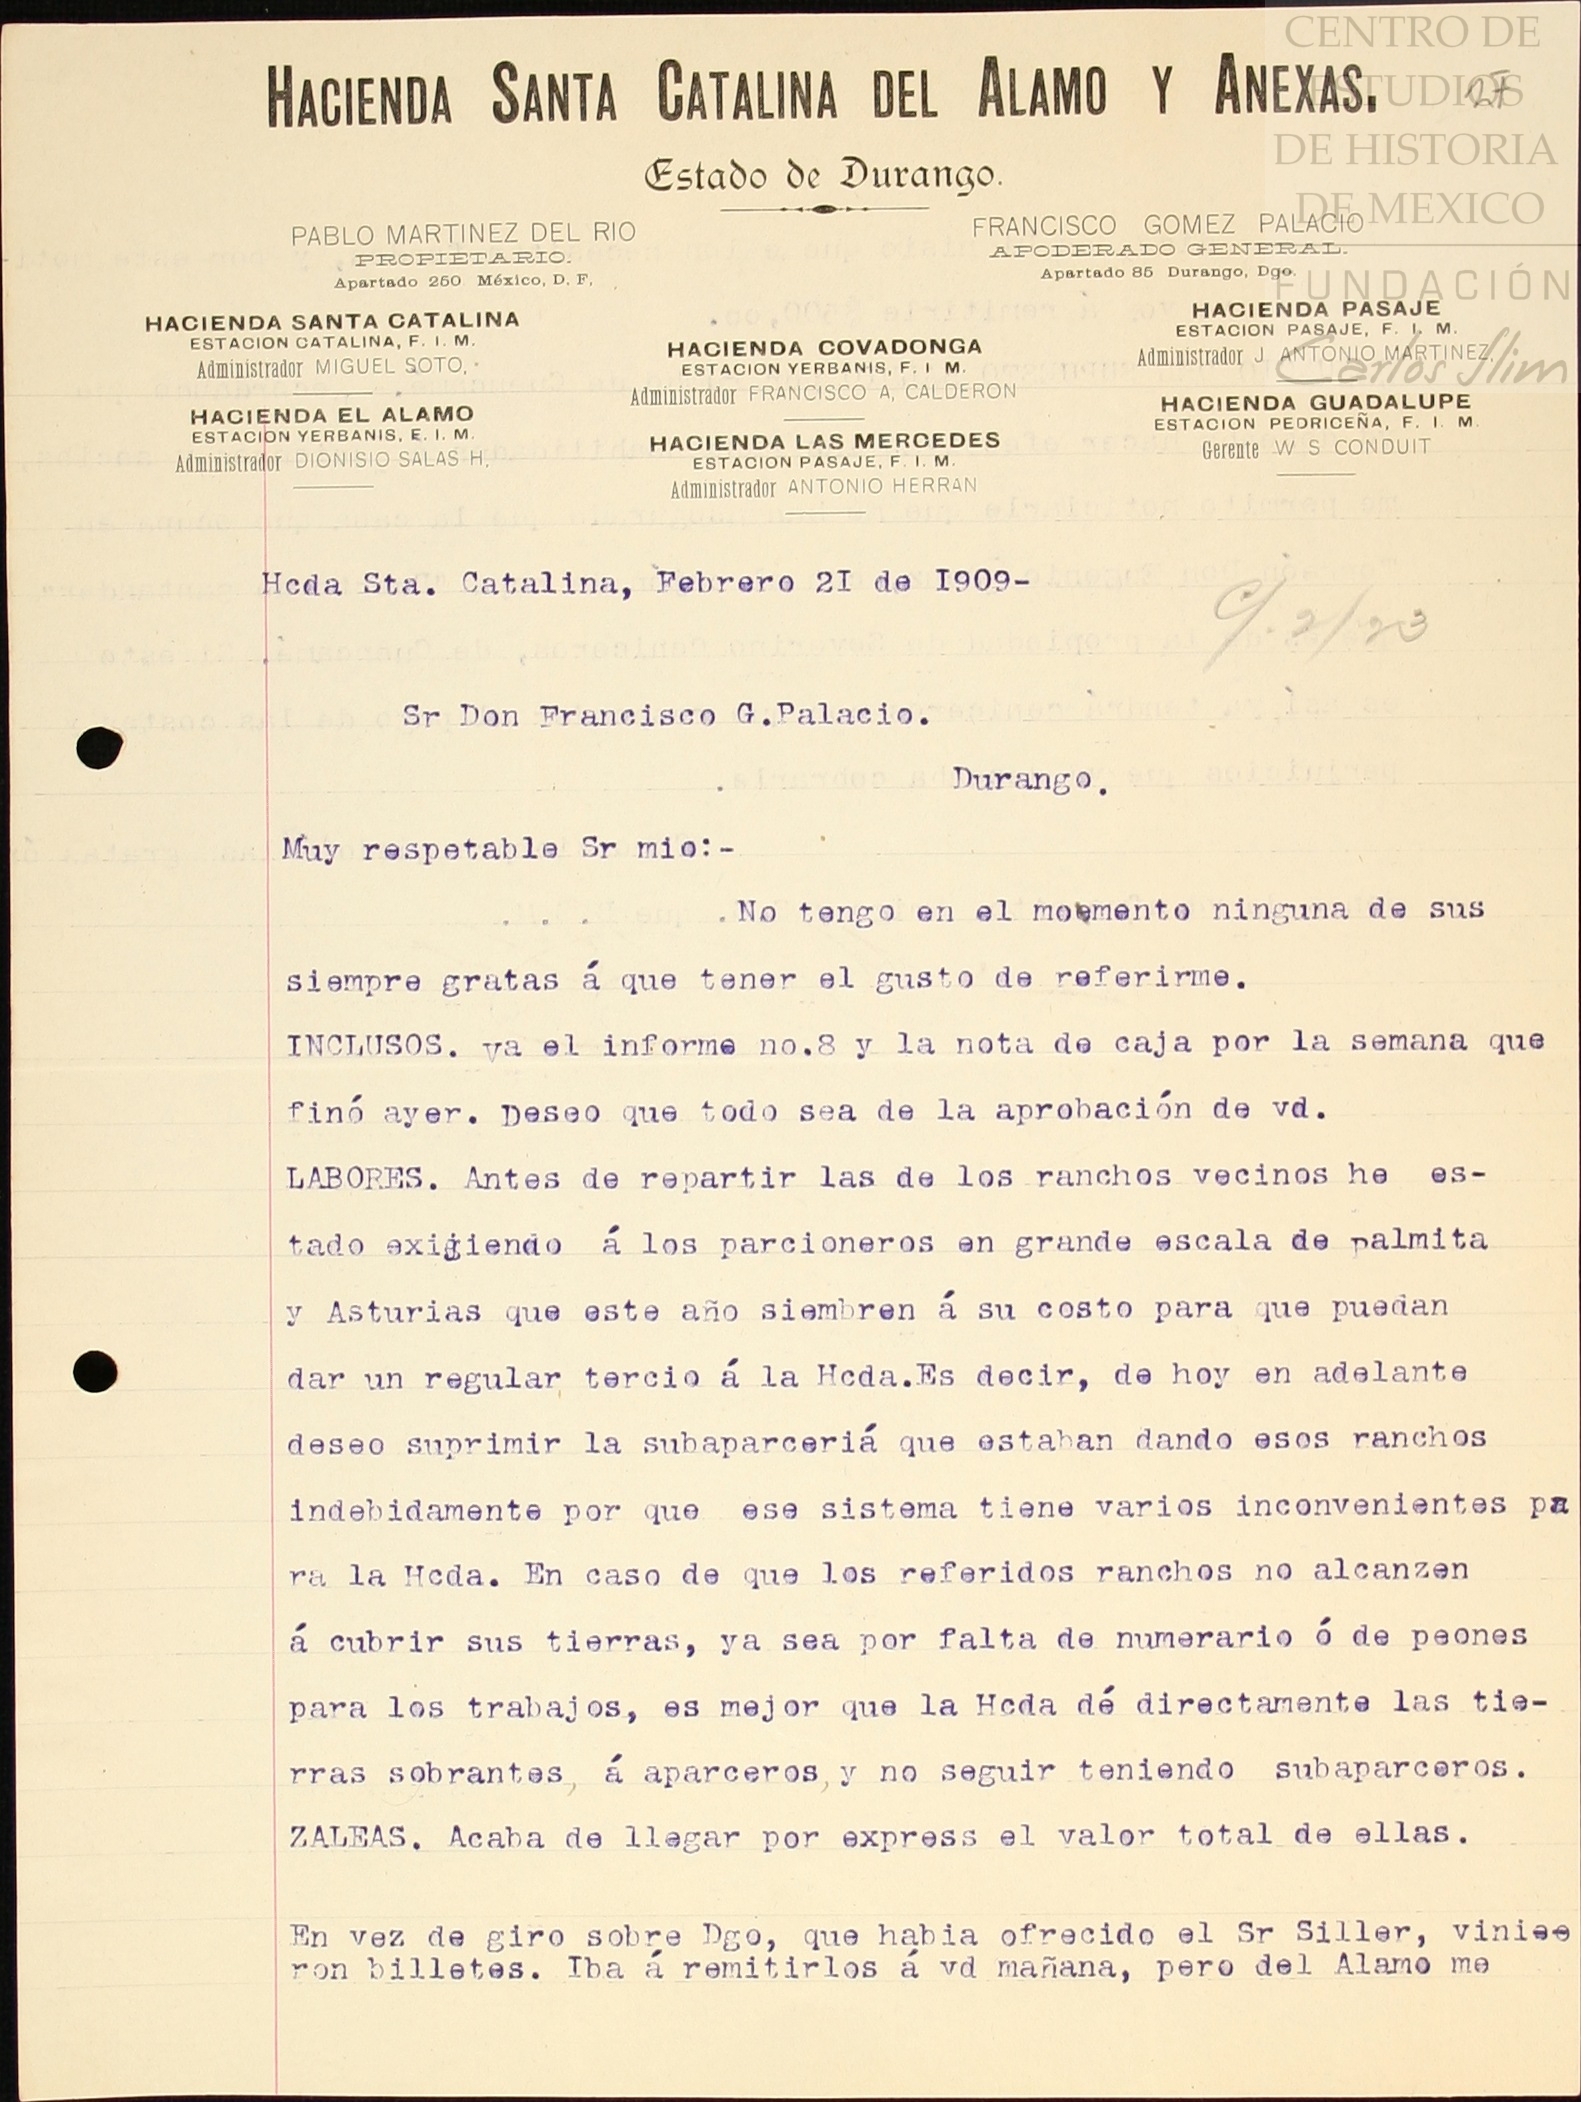 CENTRO DE
ESTUDIOS
DE HISTORIA
DE MEXICO
FUNDACIÓN
Carlos Slim
HACIENDA SANTA CATALINA DEL ALAMO Y ANEXAS.
Estado de Durango.
PABLO MARTINEZ DEL RIO
PROPIETARIO.
Apartado 250 México, D. F,
FRANCISCO GOMEZ PALACIO
APODERADO GENERAL.
Apartado 85 Durango, Dgo.
HACIENDA SANTA CATALINA
ESTACION CATALINA, F. I. M.
Administrador MIGUEL SOTO,
HACIENDA EL ALAMO
ESTACION YERBANIS, F. I. M.
Administrador DIONISIO SALAS H.
HACIENDA COVADONGA
ESTACION YERBANIS, F. I M.
Administrador FRANCISCO A, CALDERON
HACIENDA LAS MERCEDES
ESTACION PASAJE, F. I. M.
Administrador ANTONIO HERRAN
HACIENDA PASAJE
ESTACION PASAJE, F. I. M.
Administrador J ANTONIO MARTINEZ,
HACIENDA GUADALUPE
ESTACION PEDRICEÑA, F. I. M.
Gerente W S CONDUIT
Hcda Sta. Catalina, Febrero 2I de I909-
C/. 2/23
Sr Don Francisco G.Palacio.
Durango.
Muy respetable Sr mio:-
.No tengo en el moemento ninguna de sus
siempre gratas á que tener el gusto de referirme.
INCLUSOS. va el informe no.8 y la nota de caja por la semana que
finó ayer. Deseo que todo sea de la aprobación de vd.
LABORES. Antes de repartir las de los ranchos vecinos he es-
tado exigiendo á los parcioneros en grande escala de palmita
y Asturias que este año siembren á su costo para que puedan
dar un regular tercio á la Hcda.Es decir, de hoy en adelante
deseo suprimir la subaparceriá que estaban dando esos ranchos
indebidamente por que ese sistema tiene varios inconvenientes pa
ra la Hcda. En caso de que los referidos ranchos no alcanzen
á cubrir sus tierras, ya sea por falta de numerario ó de peones
para los trabajos, es mejor que la Hcda dé directamente las tie-
rras sobrantes, á aparceros, y no seguir teniendo subaparceros.
ZALEAS. Acaba de llegar por express el valor total de ellas.
En vez de giro sobre Dgo, que habia ofrecido el Sr Siller, vinie
ron billetes. Iba á remitirlos á vd mañana, pero del Alamo me